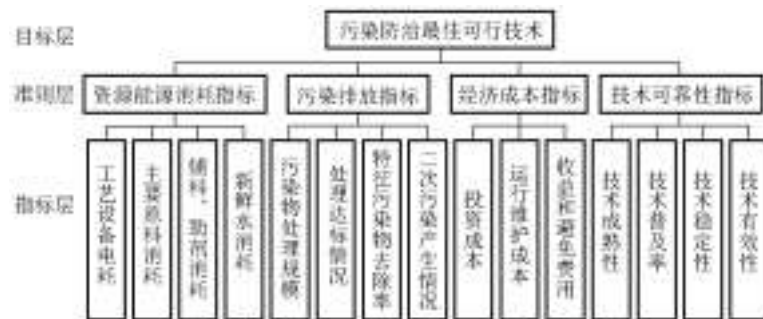 目标层
污染防治最佳可行技术
准则层
资源能源消耗指标
污染排放指标
经济成本指标
技术可靠性指标
指标层
工艺设备电耗
主要原料消耗
辅料、助剂消耗
新鲜水消耗
污染物处理规模
处理达标情况
特征污染物去除率
二次污染产生情况
投资成本
运行维护成本
收益和避免费用
技术成熟性
技术普及率
技术稳定性
技术有效性